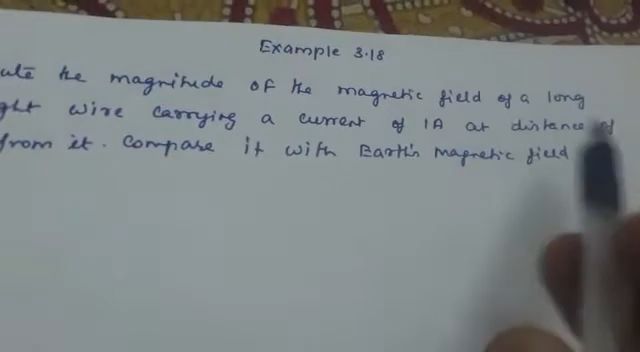 Example 3.18
ute the magnitude of the magnetic field of a long
ght wire carrying a current of 1A at distance of
from it. Compare it with Earth's magnetic field